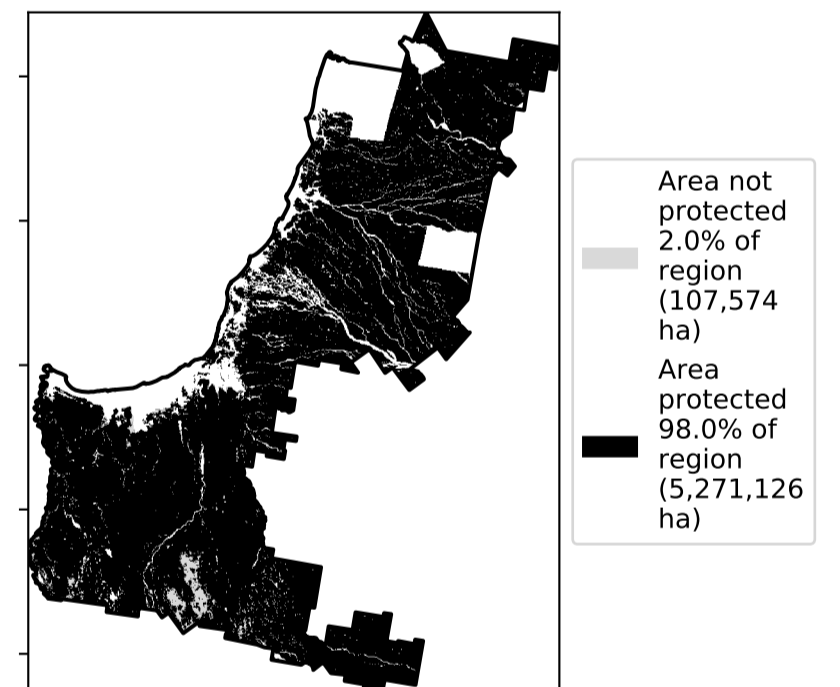 Area not
protected
2.0% of
region
(107,574
ha)
Area
protected
98.0% of
region
(5,271,126
ha)